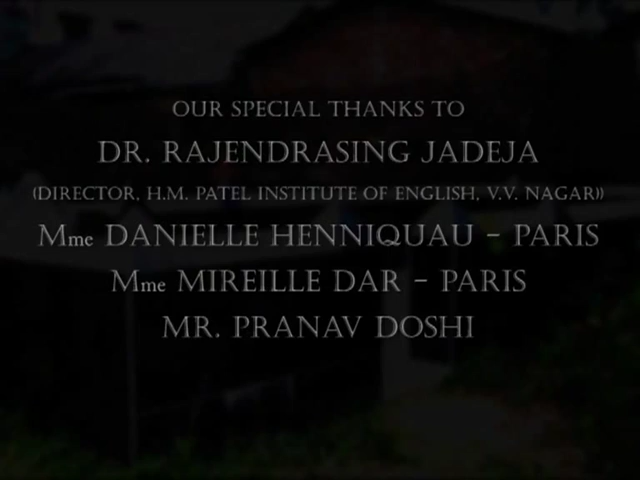 OUR SPECIAL THANKS TO
DR. RAJENDRASING JADEJA
(DIRECTOR, H.M. PATEL INSTITUTE OF ENGLISH, V.V. NAGAR))
Mme DANIELLE HENNIQUAU - PARIS
Mme MIREILLE DAR - PARIS
MR. PRANAV DOSHI